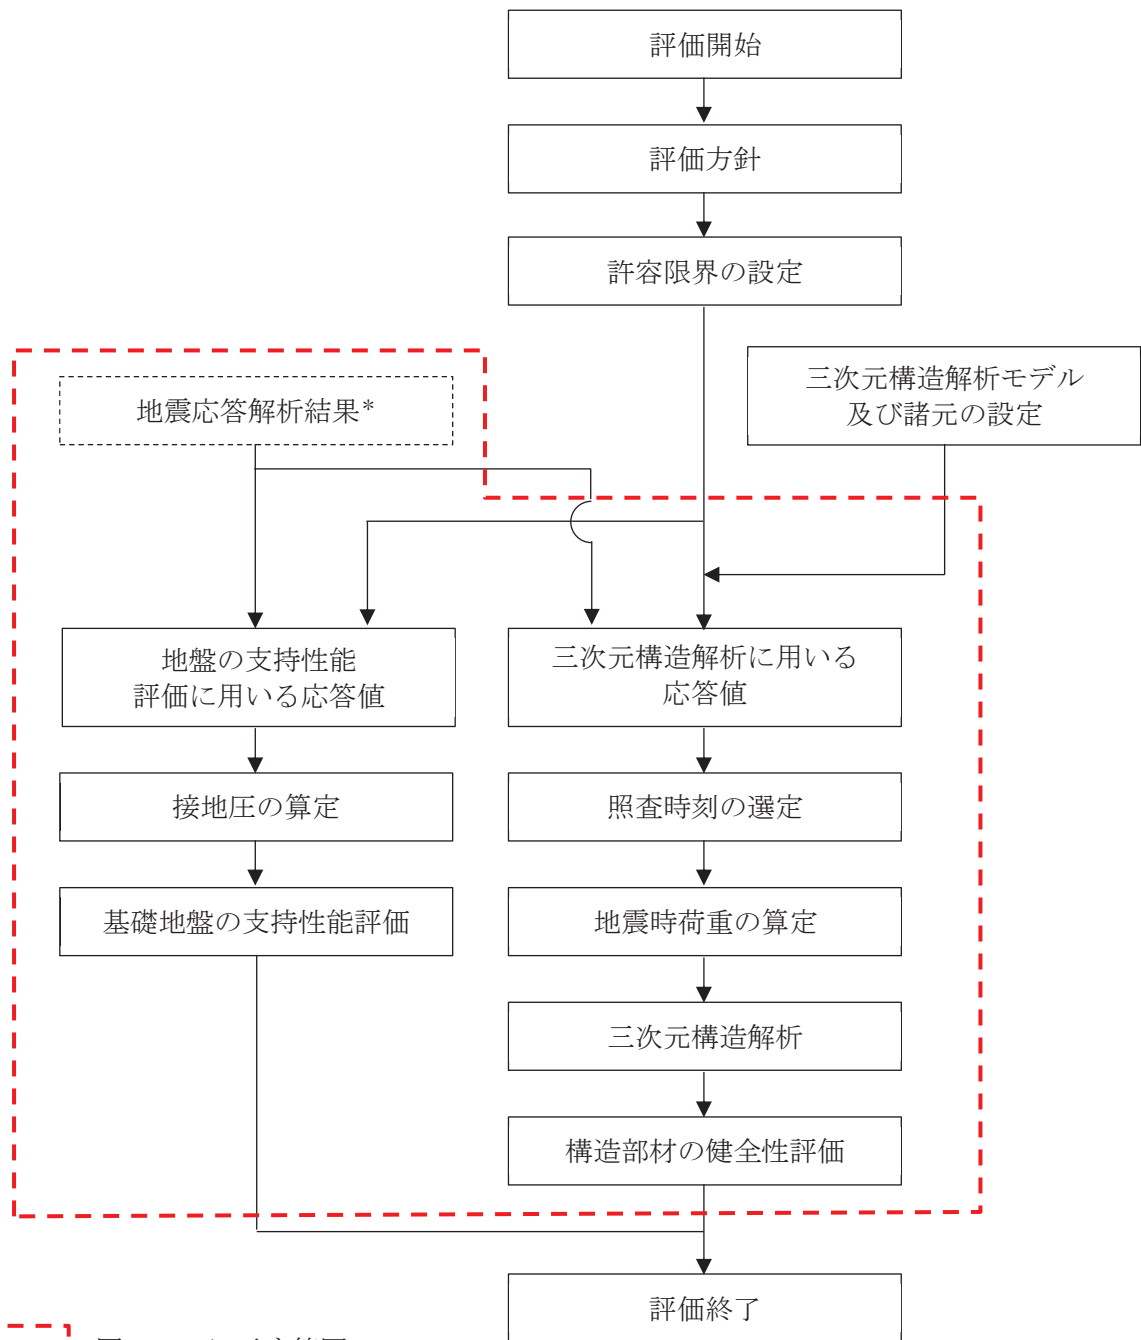 評価開始
評価方針
許容限界の設定
三次元構造解析モデル
及び諸元の設定
地震応答解析結果*
地盤の支持性能
評価に用いる応答値
三次元構造解析に用いる
応答値
接地圧の算定
照査時刻の選定
基礎地盤の支持性能評価
地震時荷重の算定
三次元構造解析
構造部材の健全性評価
評価終了